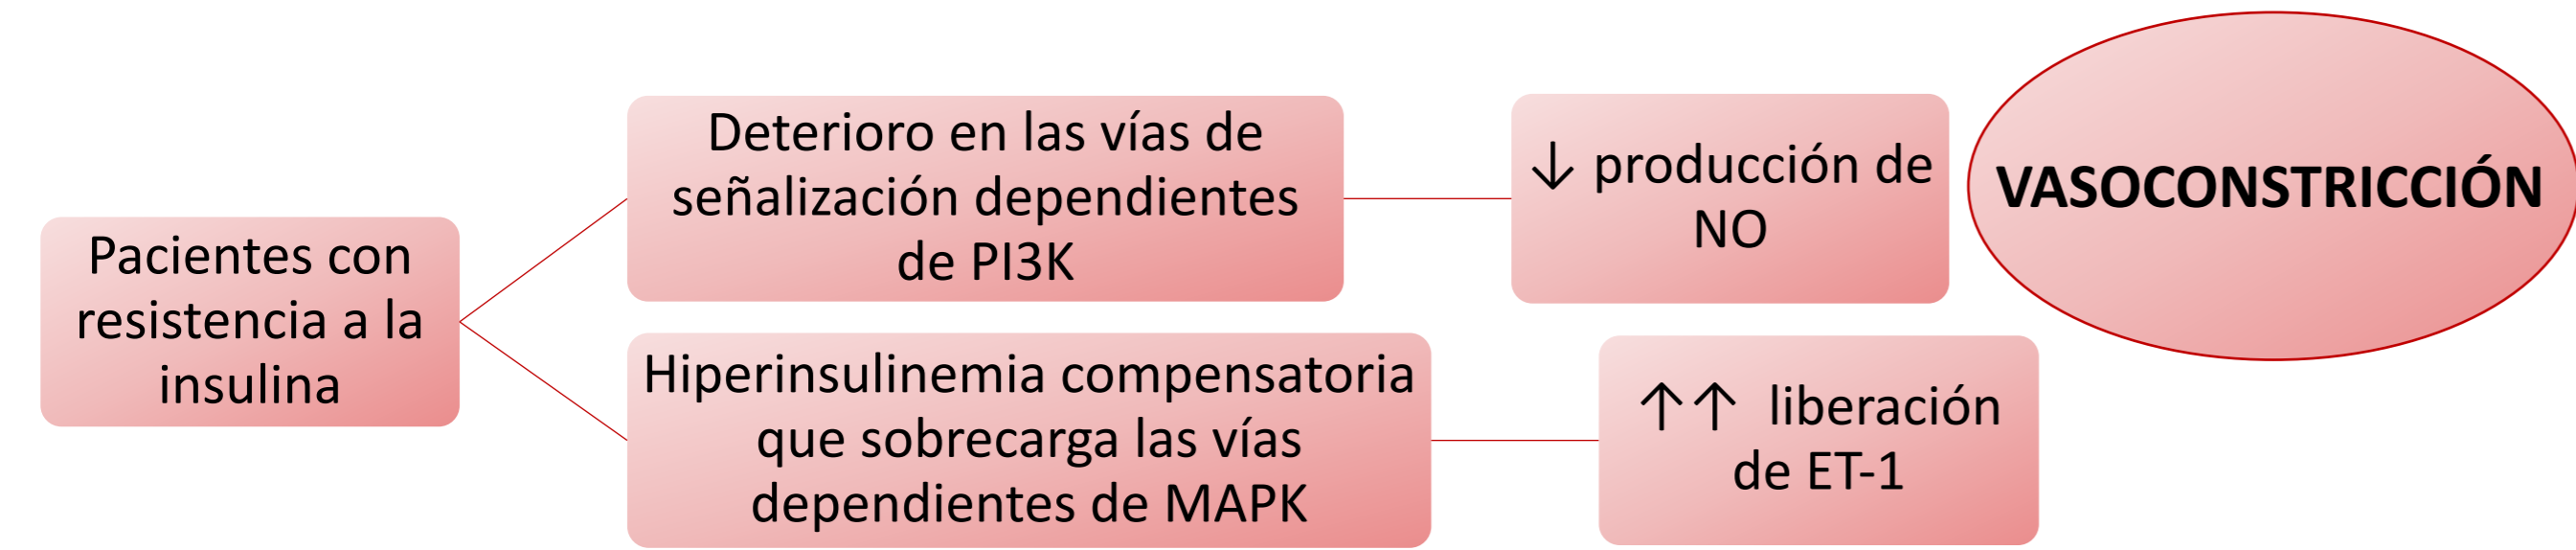 Pacientes con
resistencia a la
insulina
Deterioro en las vías de
señalización dependientes
de PI3K
↓ producción de
NO
VASOCONSTRICCIÓN
Hiperinsulinemia compensatoria
que sobrecarga las vías
dependientes de MAPK
↑↑ liberación
de ET-1